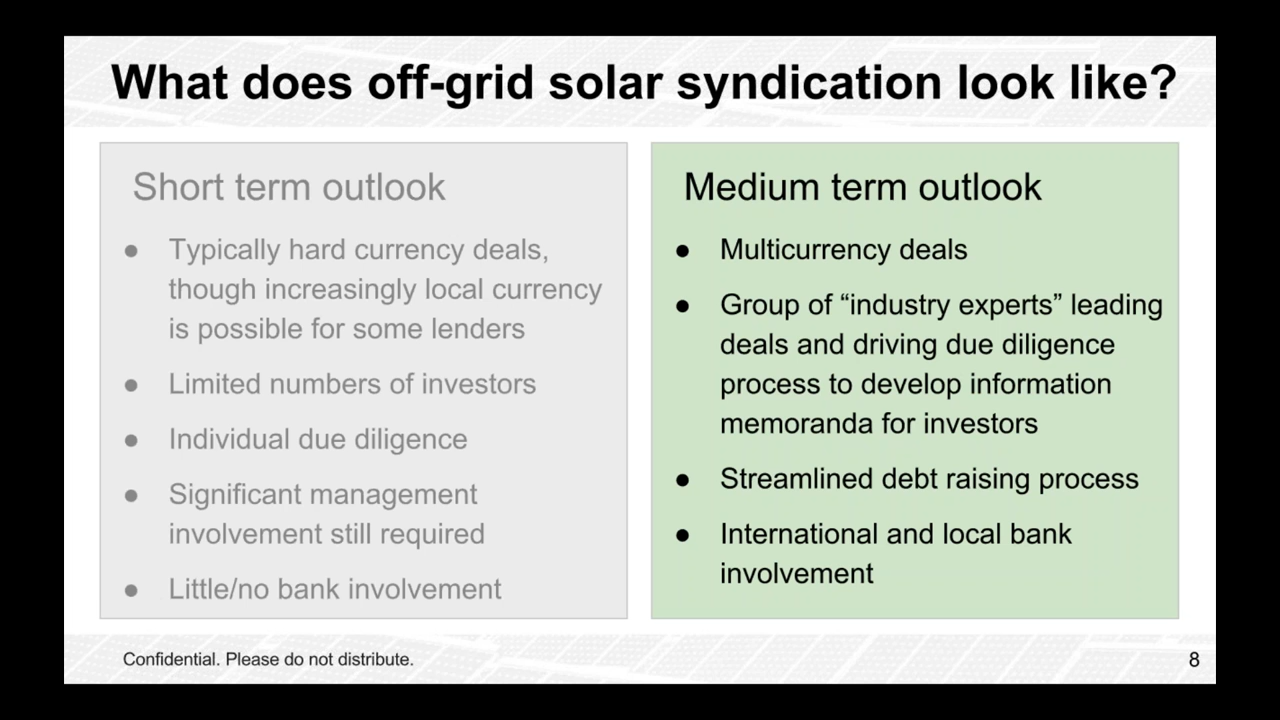 What does off-grid solar syndication look like?
Short term outlook
● Typically hard currency deals,
though increasingly local currency
is possible for some lenders
● Limited numbers of investors
● Individual due diligence
● Significant management
involvement still required
● Little/no bank involvement
Medium term outlook
● Multicurrency deals
● Group of “industry experts” leading
deals and driving due diligence
process to develop information
memoranda for investors
● Streamlined debt raising process
● International and local bank
involvement
Confidential. Please do not distribute.
8